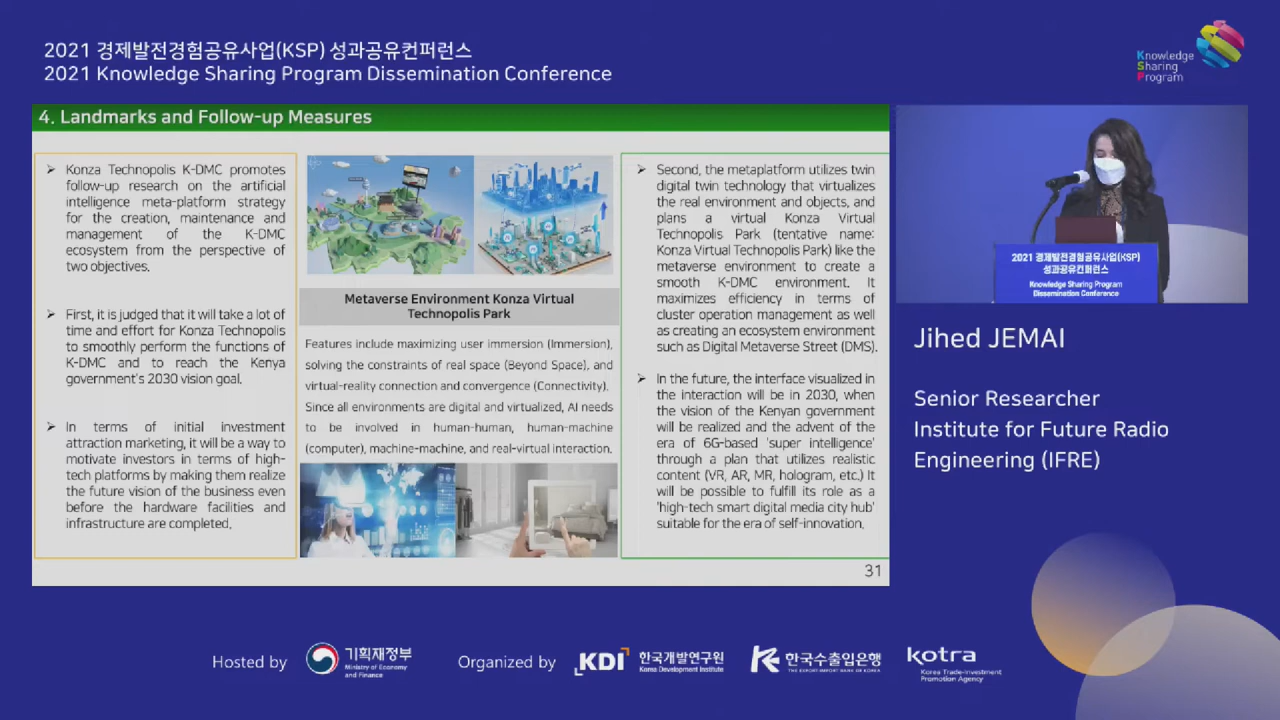 2021 경제발전경험공유사업(KSP) 성과공유컨퍼런스
2021 Knowledge Sharing Program Dissemination Conference
Knowledge
Sharing
Program
4. Landmarks and Follow-up Measures
➢ Konza Technopolis K-DMC promotes
follow-up research on the artificial
intelligence meta-platform strategy
for the creation, maintenance and
management of the K-DMC
ecosystem from the perspective of
two objectives.
➢ First, it is judged that it will take a lot of
time and effort for Konza Technopolis
to smoothly perform the functions of
K-DMC and to reach the Kenya
government's 2030 vision goal.
➢ In terms of initial investment
attraction marketing, it will be a way to
motivate investors in terms of high-
tech platforms by making them realize
the future vision of the business even
before the hardware facilities and
infrastructure are completed.
Metaverse Environment Konza Virtual
Technopolis Park
Features include maximizing user immersion (Immersion),
solving the constraints of real space (Beyond Space), and
virtual-reality connection and convergence (Connectivity).
Since all environments are digital and virtualized, AI needs
to be involved in human-human, human-machine
(computer), machine-machine, and real-virtual interaction.
➢ Second, the metaplatform utilizes twin
digital twin technology that virtualizes
the real environment and objects, and
plans a virtual Konza Virtual
Technopolis Park (tentative name:
Konza Virtual Technopolis Park) like the
metaverse environment to create a
smooth K-DMC environment. It
maximizes efficiency in terms of
cluster operation management as well
as creating an ecosystem environment
such as Digital Metaverse Street (DMS).
➢ In the future, the interface visualized in
the interaction will be in 2030, when
the vision of the Kenyan government
will be realized and the advent of the
era of 6G-based 'super intelligence'
through a plan that utilizes realistic
content (VR, AR, MR, hologram, etc.) It
will be possible to fulfill its role as a
'high-tech smart digital media city hub'
suitable for the era of self-innovation.
31
2021 경제발전경험공유사업(KSP)
성과공유컨퍼런스
Knowledge Sharing Program
Dissemination Conference
Jihed JEMAI
Senior Researcher
Institute for Future Radio
Engineering (IFRE)
Hosted by
기획재정부
Ministry of Economy
and Finance
Organized by
KDI
한국개발연구원
Korea Development Institute
한국수출입은행
THE EXPORT-IMPORT BANK OF KOREA
kotra
Korea Trade-Investment
Promotion Agency